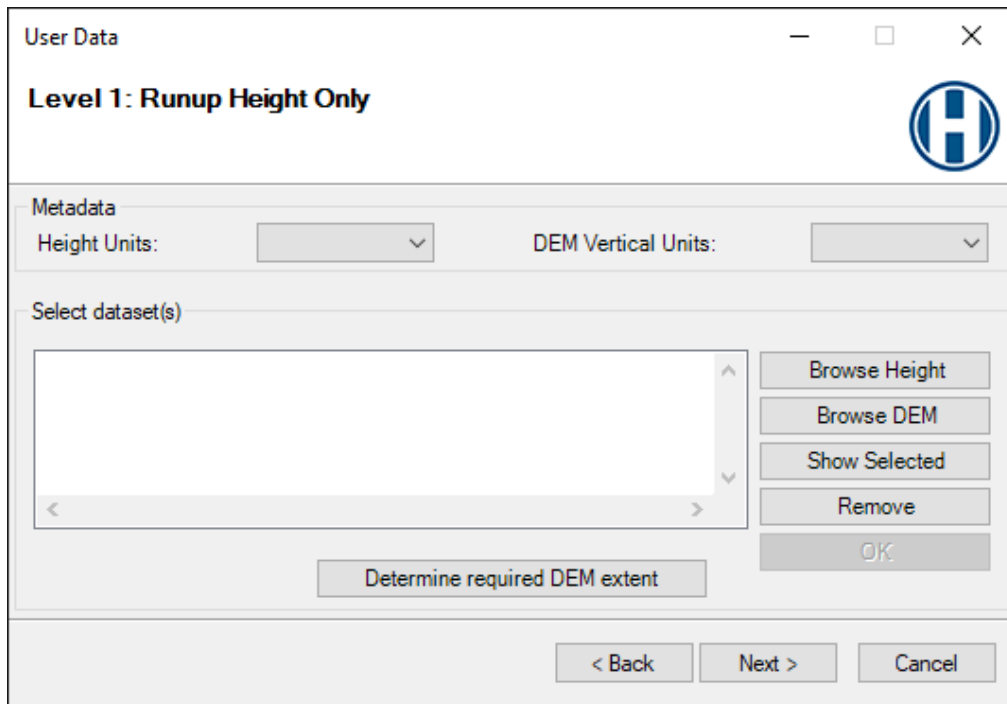 User Data
Level 1: Runup Height Only
Metadata
Height Units:
DEM Vertical Units:
Select dataset(s)
Browse Height
Browse DEM
Show Selected
Remove
OK
Determine required DEM extent
< Back
Next >
Cancel